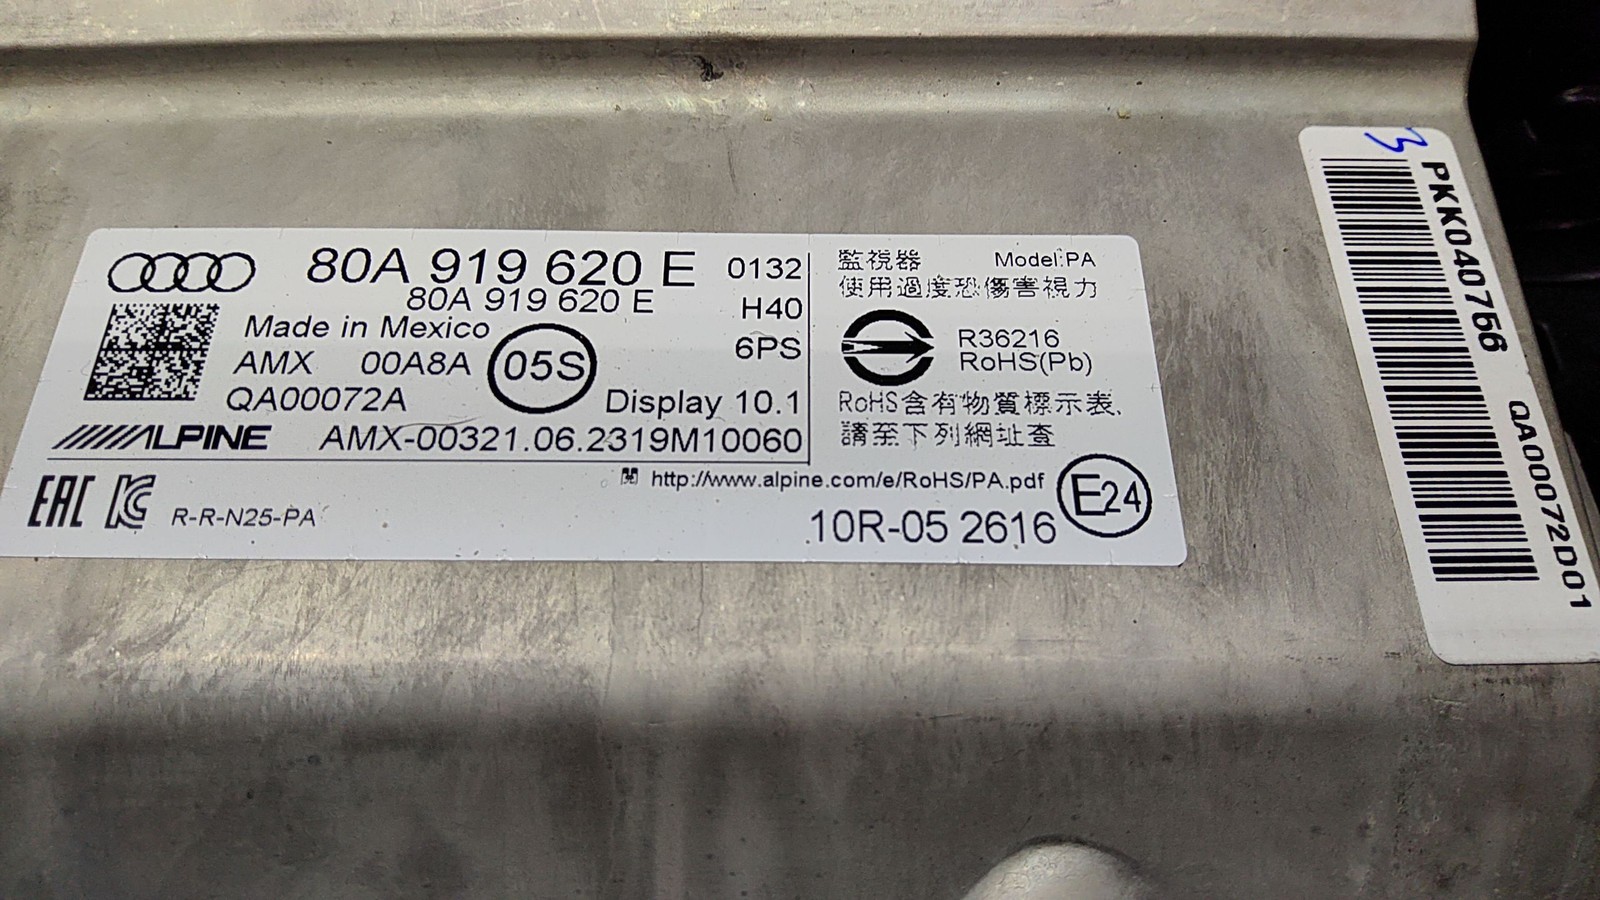 80A 919 620 E
0132
80A 919 620 E
H40
Made in Mexico
6PS
AMX 00A8A
05S
QA00072A
Display 10.1
ALPINE
AMX-00321.06.2319M10060
監視器 Model:PA
使用過度恐傷害視力
R36216
RoHS(Pb)
RoHS含有物質標示表,
請至下列網址查
http://www.alpine.com/e/RoHS/PA.pdf
EAC
R-R-N25-PA
10R-05 2616
E24
3
PKK040766 QA00072D01